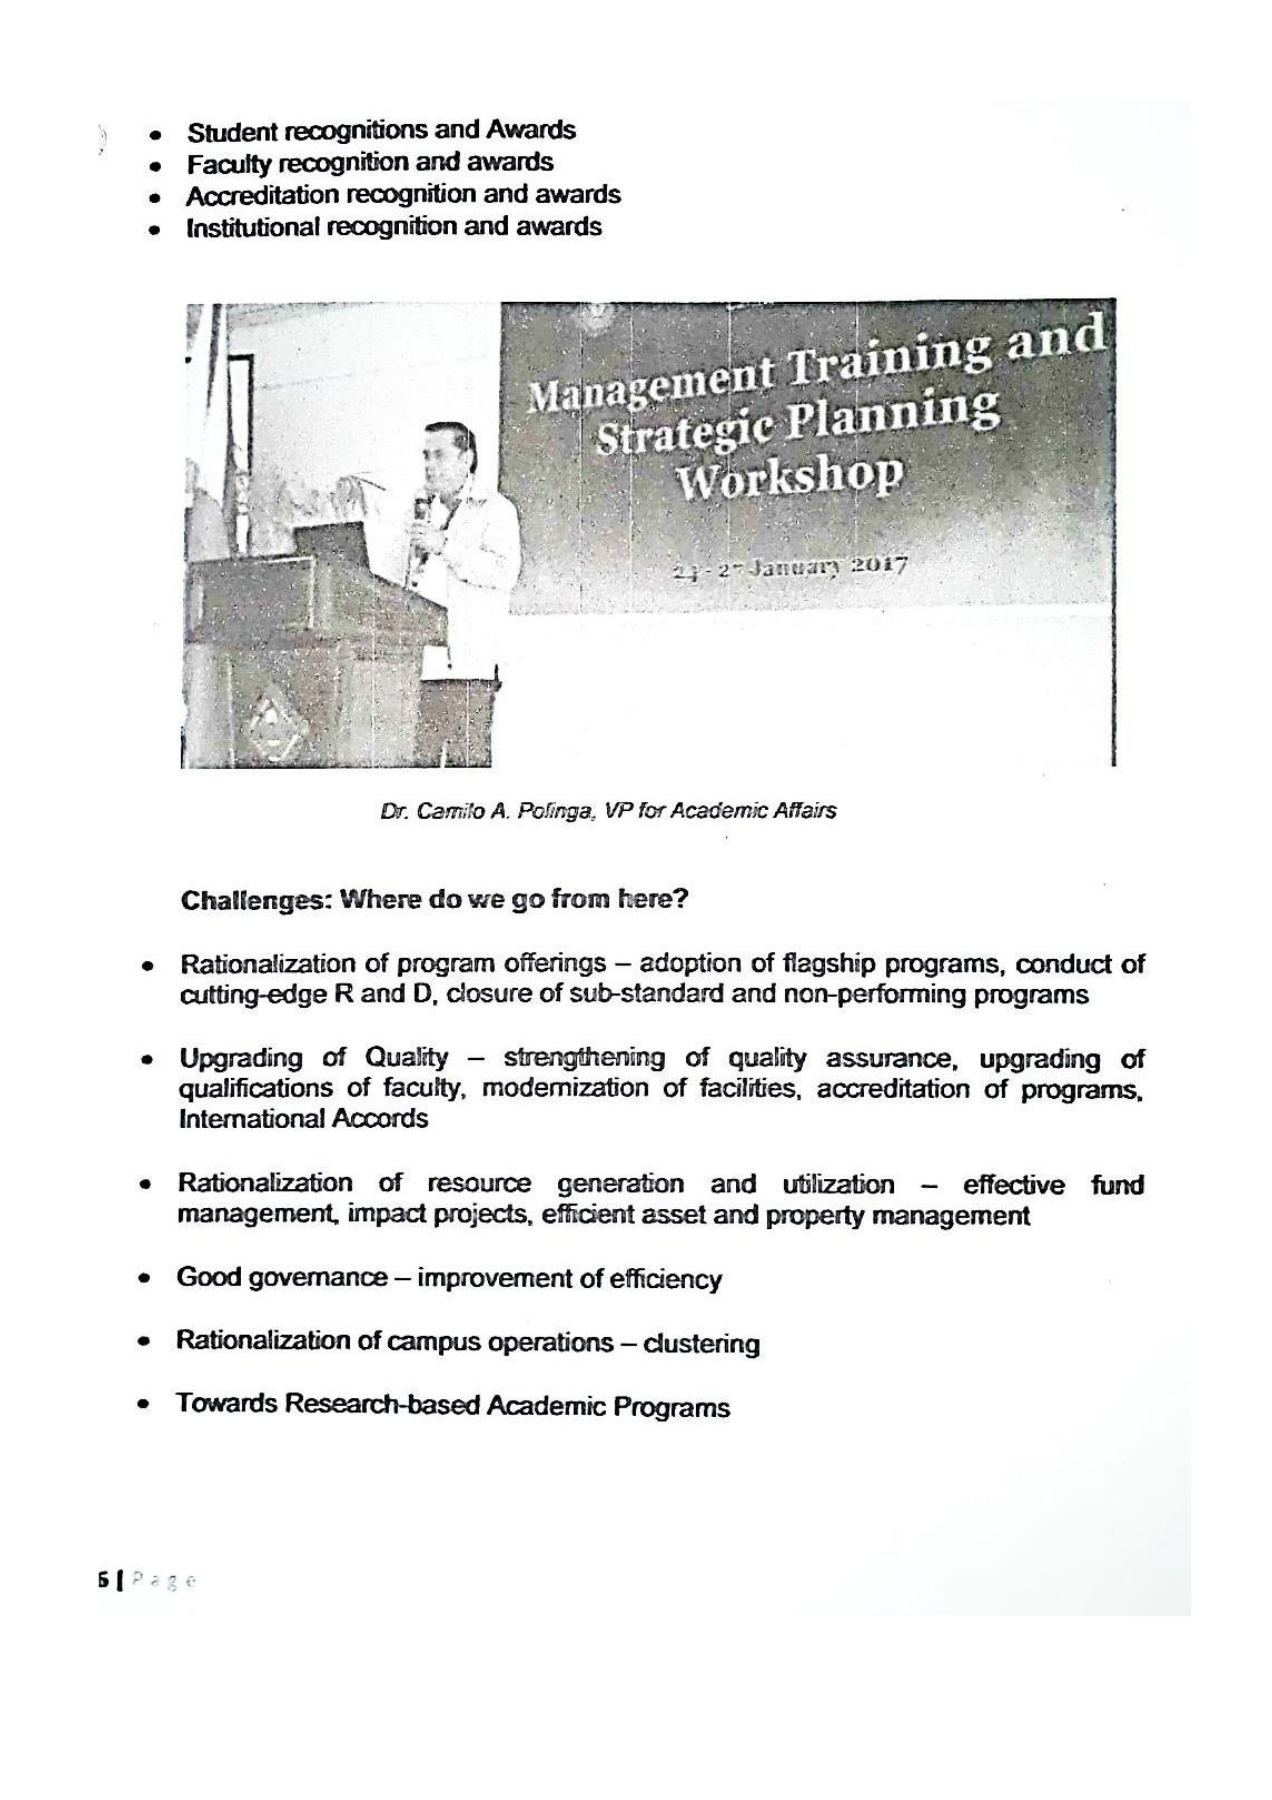 • Student recognitions and Awards
• Faculty recognition and awards
• Accreditation recognition and awards
• Institutional recognition and awards
Management Training and
Strategic Planning
Workshop
January 2017
Dr. Camilo A. Polinga, VP for Academic Affairs
Challenges: Where do we go from here?
• Rationalization of program offerings – adoption of flagship programs, conduct of
cutting-edge R and D, closure of sub-standard and non-performing programs
• Upgrading of Quality – strengthening of quality assurance, upgrading of
qualifications of faculty, modernization of facilities, accreditation of programs,
International Accords
• Rationalization of resource generation and utilization – effective fund
management, impact projects, efficient asset and property management
• Good governance – improvement of efficiency
• Rationalization of campus operations – clustering
• Towards Research-based Academic Programs
| Page